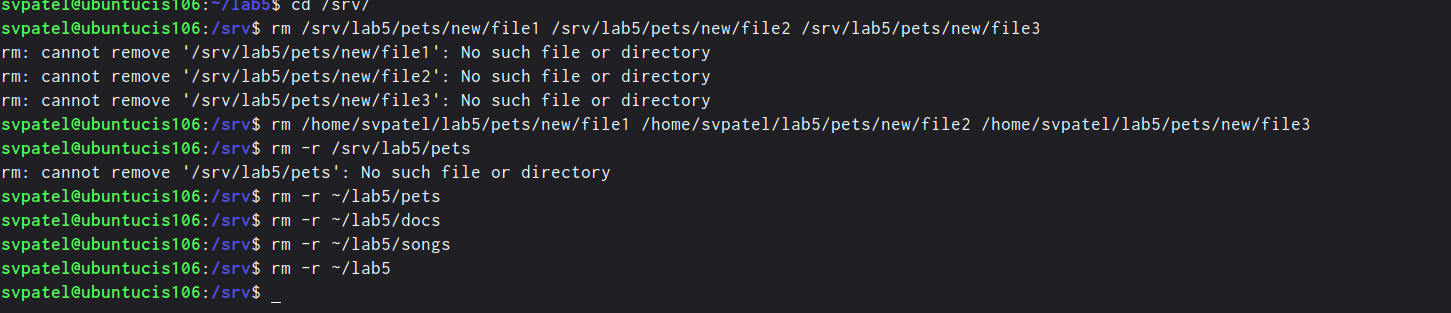 svpatel@ubuntucis106:~/lab5$ cd /srv/
svpatel@ubuntucis106:/srv$ rm /srv/lab5/pets/new/file1 /srv/lab5/pets/new/file2 /srv/lab5/pets/new/file3
rm: cannot remove '/srv/lab5/pets/new/file1': No such file or directory
rm: cannot remove '/srv/lab5/pets/new/file2': No such file or directory
rm: cannot remove '/srv/lab5/pets/new/file3': No such file or directory
svpatel@ubuntucis106:/srv$ rm /home/svpatel/lab5/pets/new/file1 /home/svpatel/lab5/pets/new/file2 /home/svpatel/lab5/pets/new/file3
svpatel@ubuntucis106:/srv$ rm -r /srv/lab5/pets
rm: cannot remove '/srv/lab5/pets': No such file or directory
svpatel@ubuntucis106:/srv$ rm -r ~/lab5/pets
svpatel@ubuntucis106:/srv$ rm -r ~/lab5/docs
svpatel@ubuntucis106:/srv$ rm -r ~/lab5/songs
svpatel@ubuntucis106:/srv$ rm -r ~/lab5
svpatel@ubuntucis106:/srv$ _